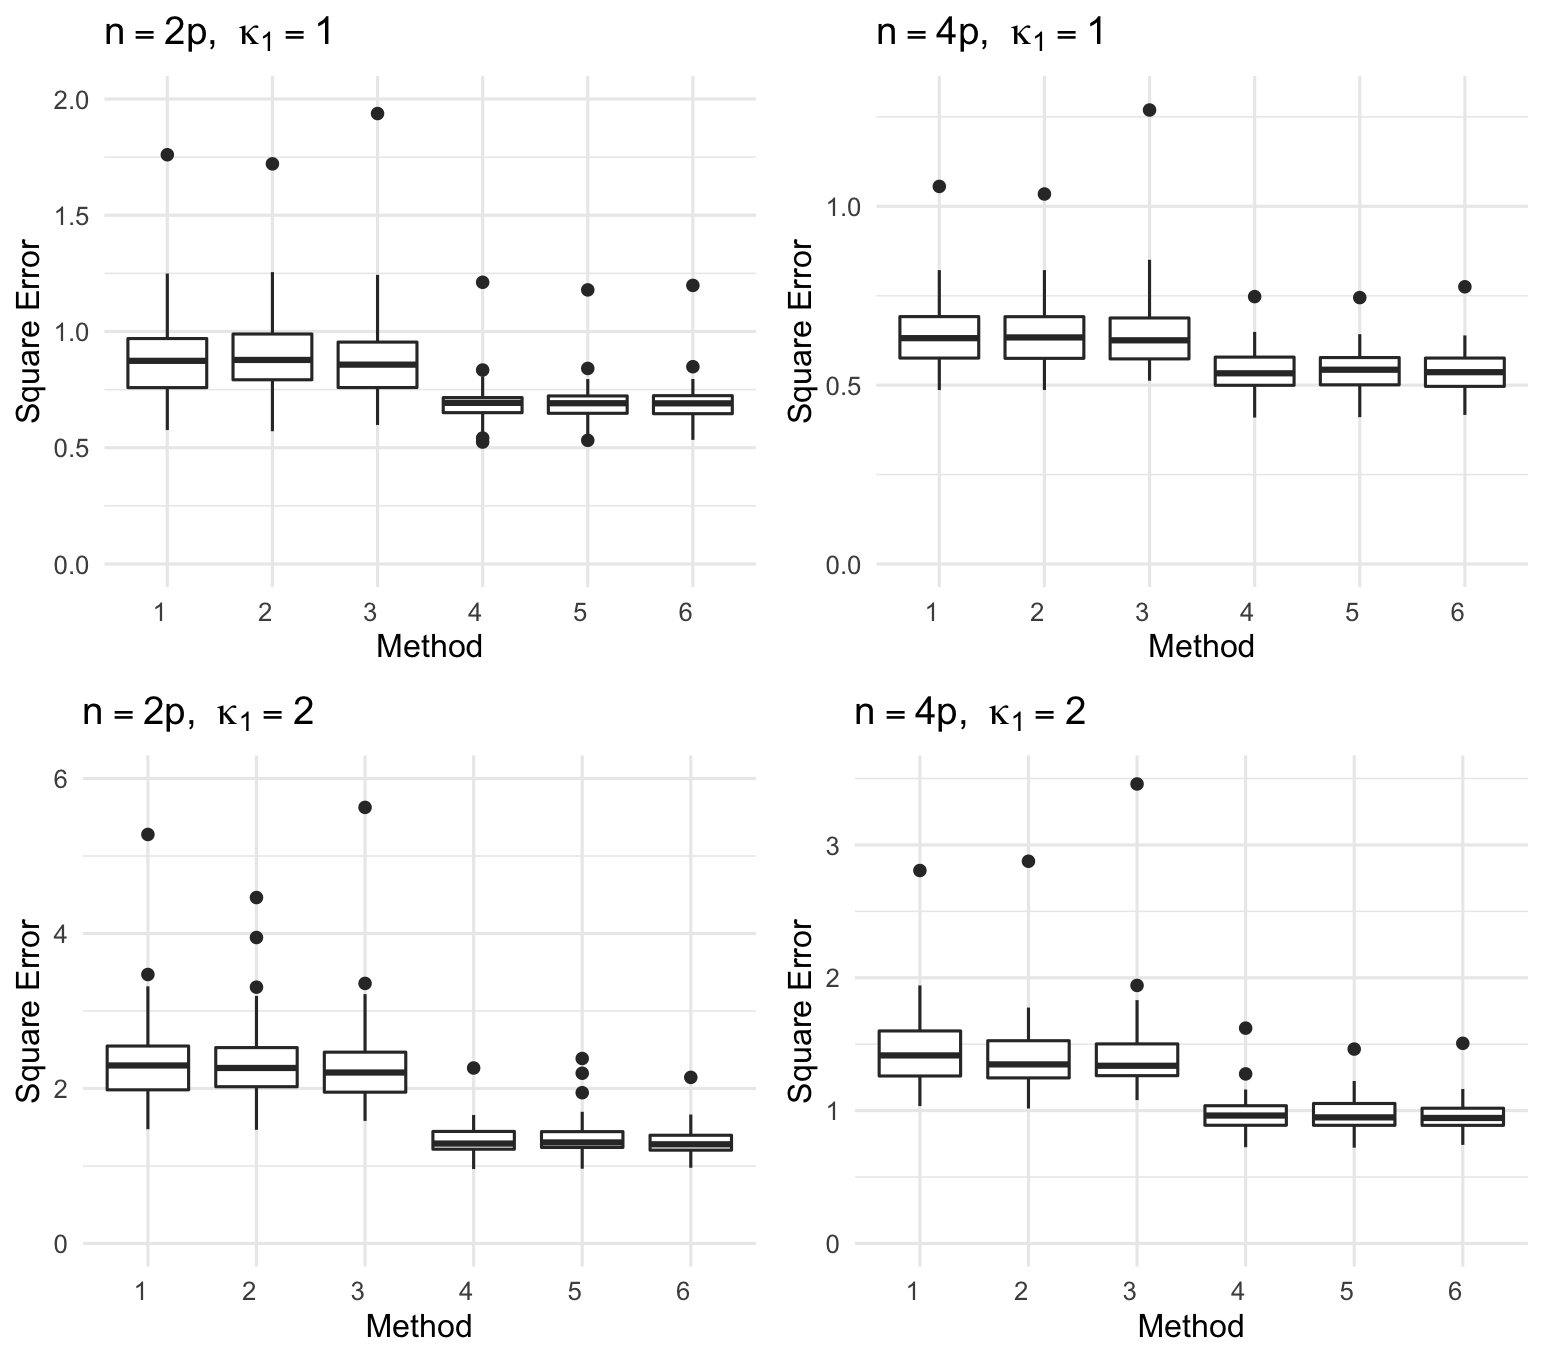 n = 2p, κ1 = 1
2.0
1.5
1.0
0.5
0.0
Square Error
1 2 3 4 5 6
Method
n = 4p, κ1 = 1
1.0
0.5
0.0
Square Error
1 2 3 4 5 6
Method
n = 2p, κ1 = 2
6
4
2
0
Square Error
1 2 3 4 5 6
Method
n = 4p, κ1 = 2
3
2
1
0
Square Error
1 2 3 4 5 6
Method